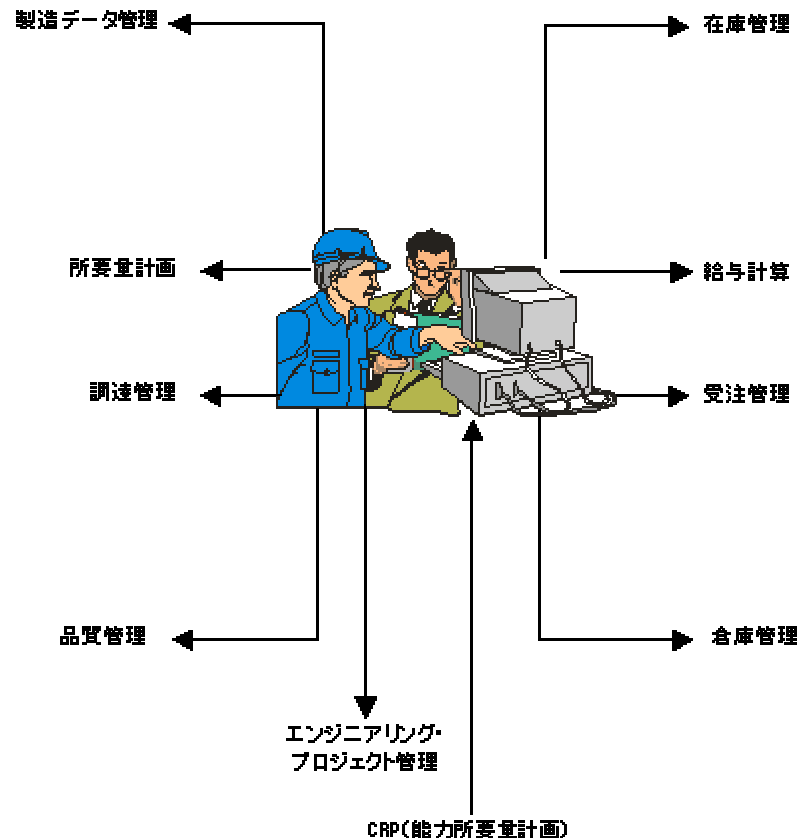 製造データ管理
在庫管理
所要量計画
給与計算
調達管理
受注管理
品質管理
倉庫管理
エンジニアリング・
プロジェクト管理
CRP(能力所要量計画)